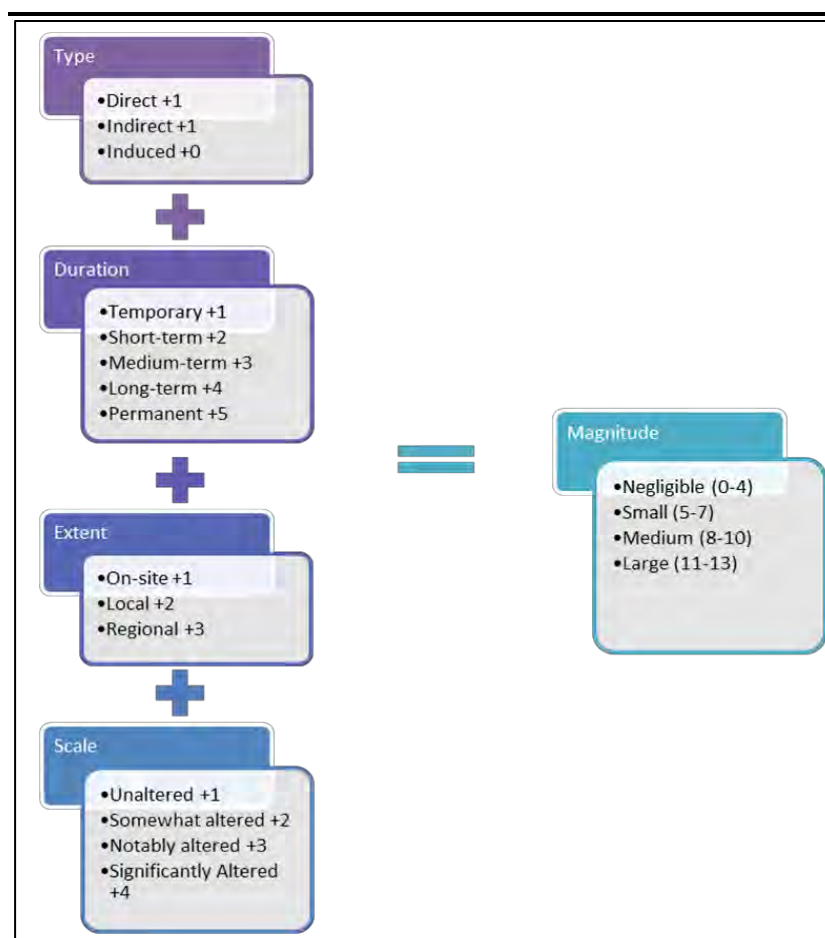 Type
•Direct +1
•Indirect +1
•Induced +0
Duration
•Temporary +1
•Short-term +2
•Medium-term +3
•Long-term +4
•Permanent +5
Extent
•On-site +1
•Local +2
•Regional +3
Scale
•Unaltered +1
•Somewhat altered +2
•Notably altered +3
•Significantly Altered
+4
Magnitude
•Negligible (0-4)
•Small (5-7)
•Medium (8-10)
•Large (11-13)